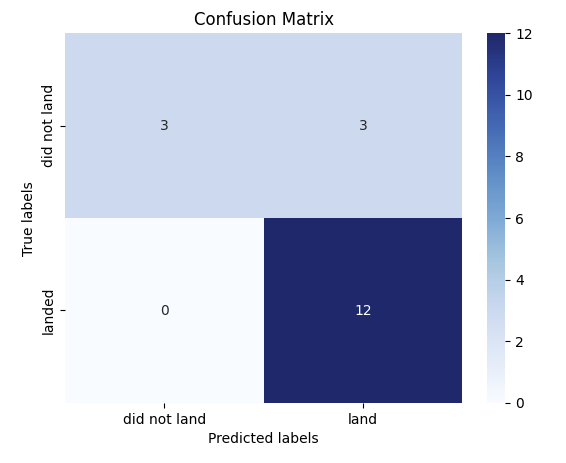 Confusion Matrix
True labels
did not land
landed
3
3
0
12
did not land
land
Predicted labels
12
10
8
6
4
2
0